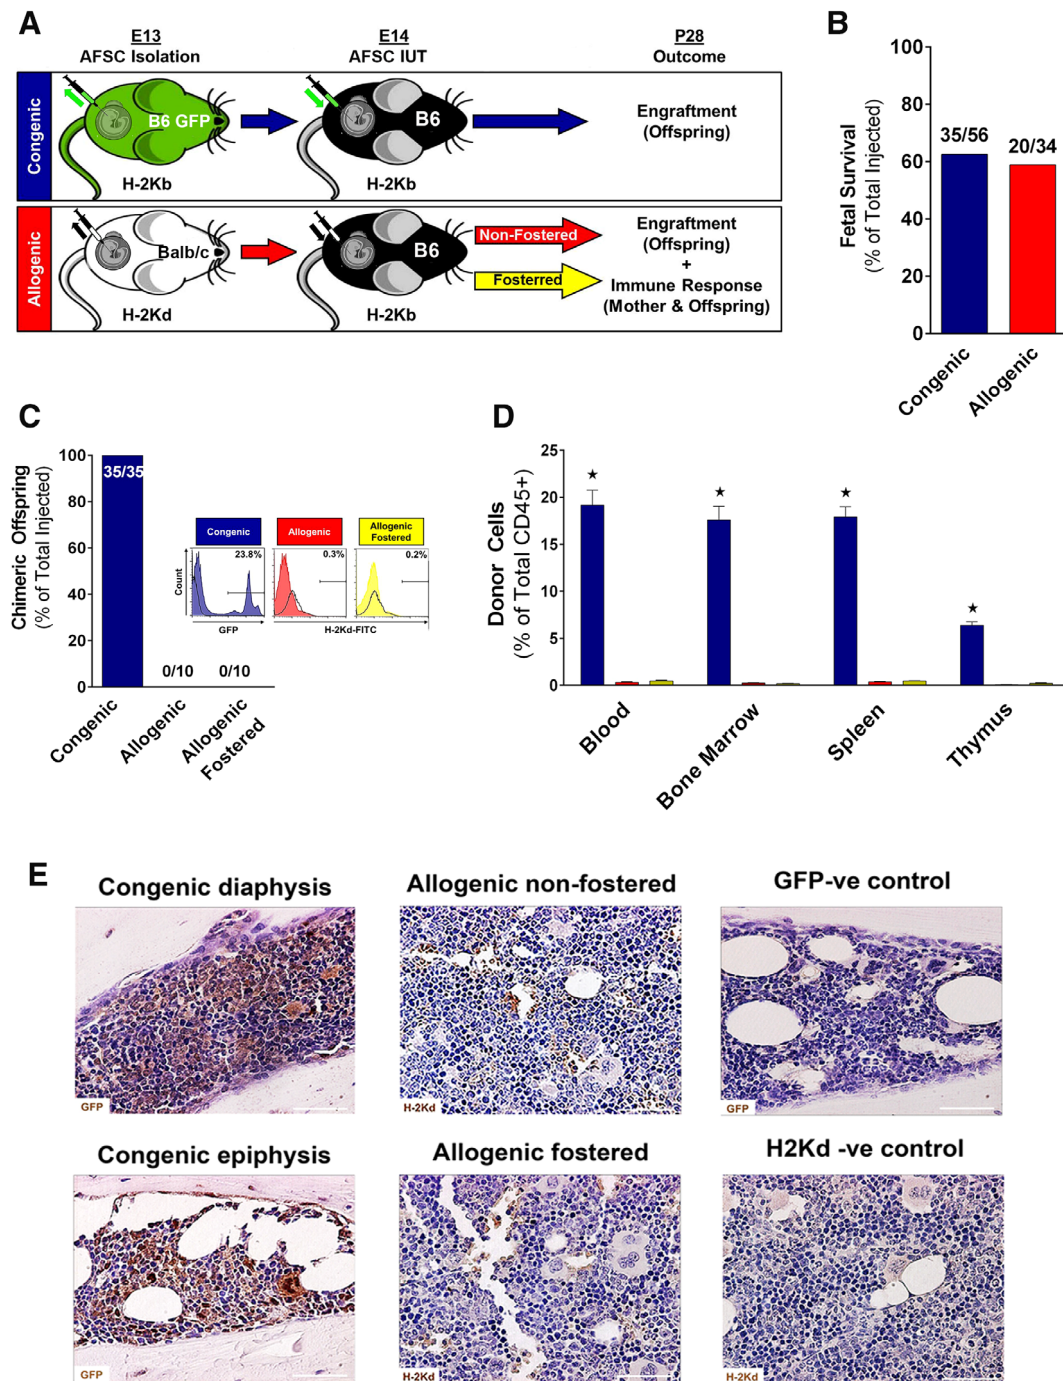 A
E13
AFSC Isolation
E14
AFSC IUT
P28
Outcome
Congenic
B6 GFP
H-2Kb
B6
H-2Kb
Engraftment
(Offspring)
Allogenic
Balb/c
H-2Kd
B6
H-2Kb
Non-Fostered
Fosterred
Engraftment
(Offspring)
+
Immune Response
(Mother & Offspring)
B
Fetal Survival
(% of Total Injected)
100
80
60
40
20
0
35/56
20/34
Congenic
Allogenic
C
Chimeric Offspring
(% of Total Injected)
100
80
60
40
20
0
35/35
0/10
0/10
Congenic
Allogenic
Allogenic
Fostered
Congenic
Allogenic
Allogenic
Fostered
23.8%
0.3%
0.2%
Count
GFP
H-2Kd-FITC
D
Donor Cells
(% of Total CD45+)
25
20
15
10
5
0
★
★
★
★
Blood
Bone Marrow
Spleen
Thymus
E
Congenic diaphysis
GFP
Allogenic non-fostered
H-2Kd
GFP-ve control
GFP
Congenic epiphysis
GFP
Allogenic fostered
H-2Kd
H2Kd -ve control
H-2Kd